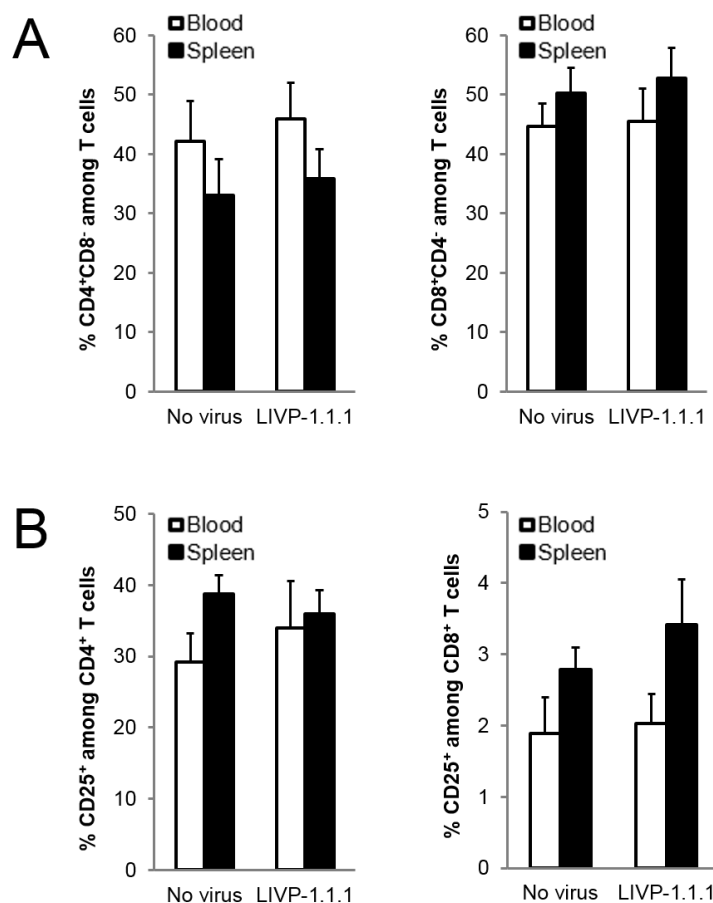 A
□Blood
■Spleen
60
50
40
30
20
10
0
% CD4⁺CD8⁻ among T cells
No virus LIVP-1.1.1
□Blood
■Spleen
60
50
40
30
20
10
0
% CD8⁺CD4⁻ among T cells
No virus LIVP-1.1.1
B
□Blood
■Spleen
50
40
30
20
10
0
% CD25⁺ among CD4⁺ T cells
No virus LIVP-1.1.1
□Blood
■Spleen
5
4
3
2
1
0
% CD25⁺ among CD8⁺ T cells
No virus LIVP-1.1.1